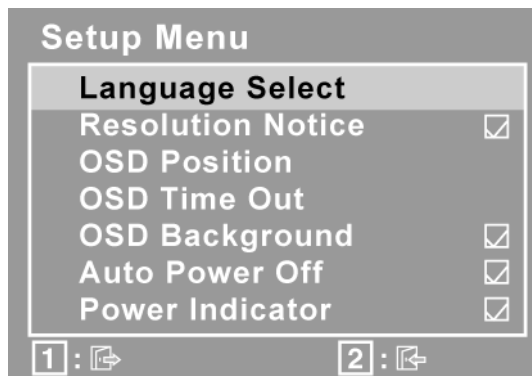 Setup Menu
Language Select
Resolution Notice
OSD Position
OSD Time Out
OSD Background
Auto Power Off
Power Indicator
1 : 2 :